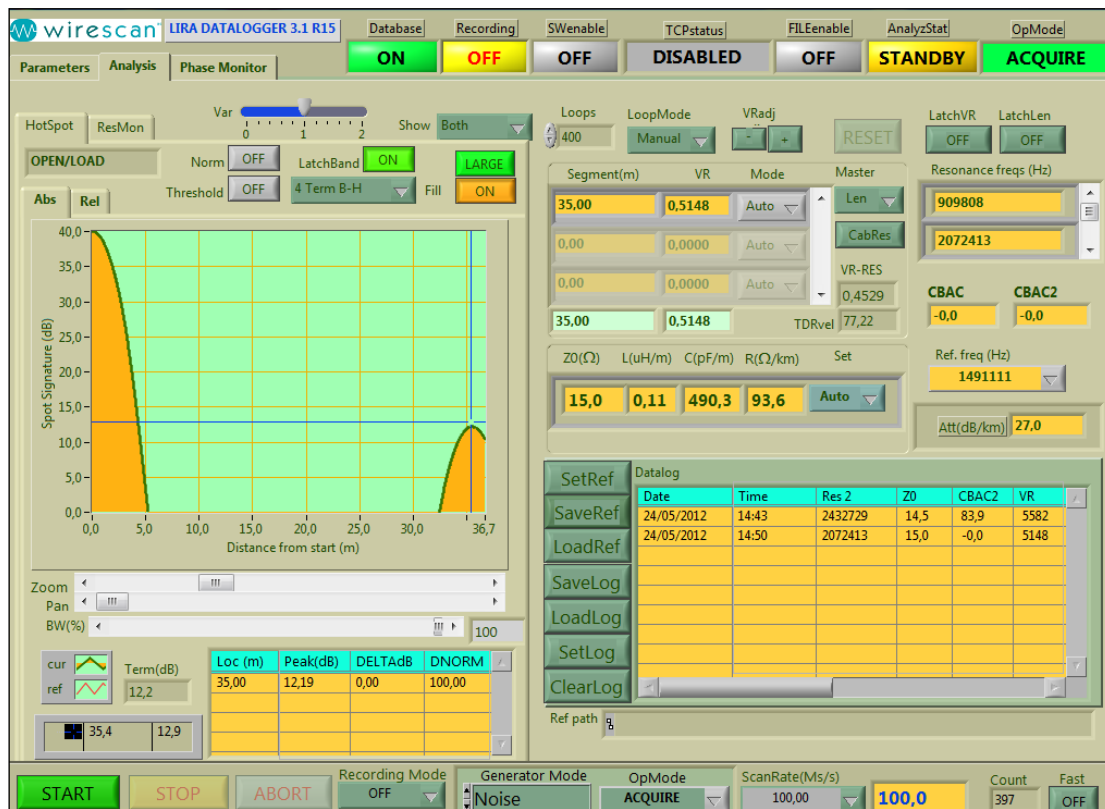 wirescan LIRA DATALOGGER 3.1 R15
Database Recording SWenable TCPstatus FILEenable AnalyzStat OpMode
ON OFF OFF DISABLED OFF STANDBY ACQUIRE
Parameters Analysis Phase Monitor
HotSpot ResMon
Var 0 1 2
Show Both
OPEN/LOAD
Norm OFF LatchBand ON LARGE
Threshold OFF 4 Term B-H Fill ON
Abs Rel
Spot Signature (dB)
40,0
35,0
30,0
25,0
20,0
15,0
10,0
5,0
0,0
0,0 5,0 10,0 15,0 20,0 25,0 30,0 36,7
Distance from start (m)
Zoom
Pan
BW(%) 100
cur
ref
Term(dB)
12,2
Loc (m) Peak(dB) DELTAdB DNORM
35,00 12,19 0,00 100,00
35,4 12,9
Loops LoopMode VRadj
400 Manual - + RESET
LatchVR LatchLen
OFF OFF
Segment(m) VR Mode Master
35,00 0,5148 Auto Len
0,00 0,0000 Auto CabRes
0,00 0,0000 Auto
VR-RES
0,4529
35,00 0,5148 TDRvel 77,22
Resonance freqs (Hz)
909808
2072413
CBAC CBAC2
-0,0 -0,0
Z0(Ω) L(uH/m) C(pF/m) R(Ω/km) Set
15,0 0,11 490,3 93,6 Auto
Ref. freq (Hz)
1491111
Att(dB/km) 27,0
SetRef
SaveRef
LoadRef
SaveLog
LoadLog
SetLog
ClearLog
Datalog
Date Time Res 2 Z0 CBAC2 VR
24/05/2012 14:43 2432729 14,5 83,9 5582
24/05/2012 14:50 2072413 15,0 -0,0 5148
Ref path
START STOP ABORT
Recording Mode
OFF
Generator Mode
Noise
OpMode
ACQUIRE
ScanRate(Ms/s)
100,00 100,0
Count
397
Fast
OFF